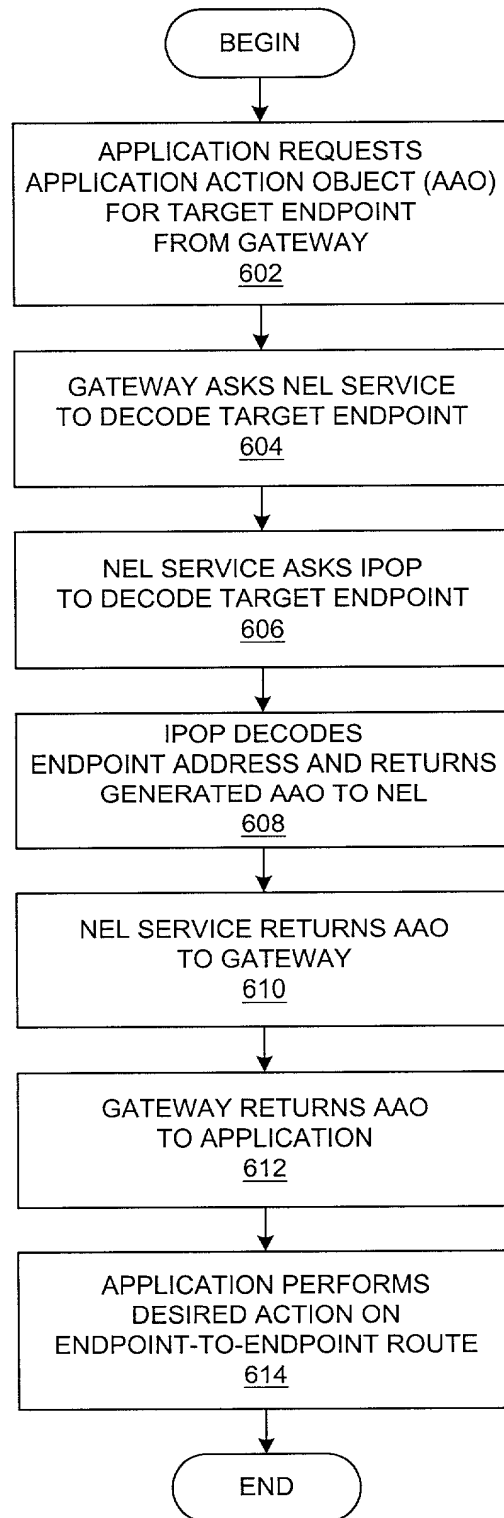 BEGIN
APPLICATION REQUESTS
APPLICATION ACTION OBJECT (AAO)
FOR TARGET ENDPOINT
FROM GATEWAY
602
GATEWAY ASKS NEL SERVICE
TO DECODE TARGET ENDPOINT
604
NEL SERVICE ASKS IPOP
TO DECODE TARGET ENDPOINT
606
IPOP DECODES
ENDPOINT ADDRESS AND RETURNS
GENERATED AAO TO NEL
608
NEL SERVICE RETURNS AAO
TO GATEWAY
610
GATEWAY RETURNS AAO
TO APPLICATION
612
APPLICATION PERFORMS
DESIRED ACTION ON
ENDPOINT-TO-ENDPOINT ROUTE
614
END